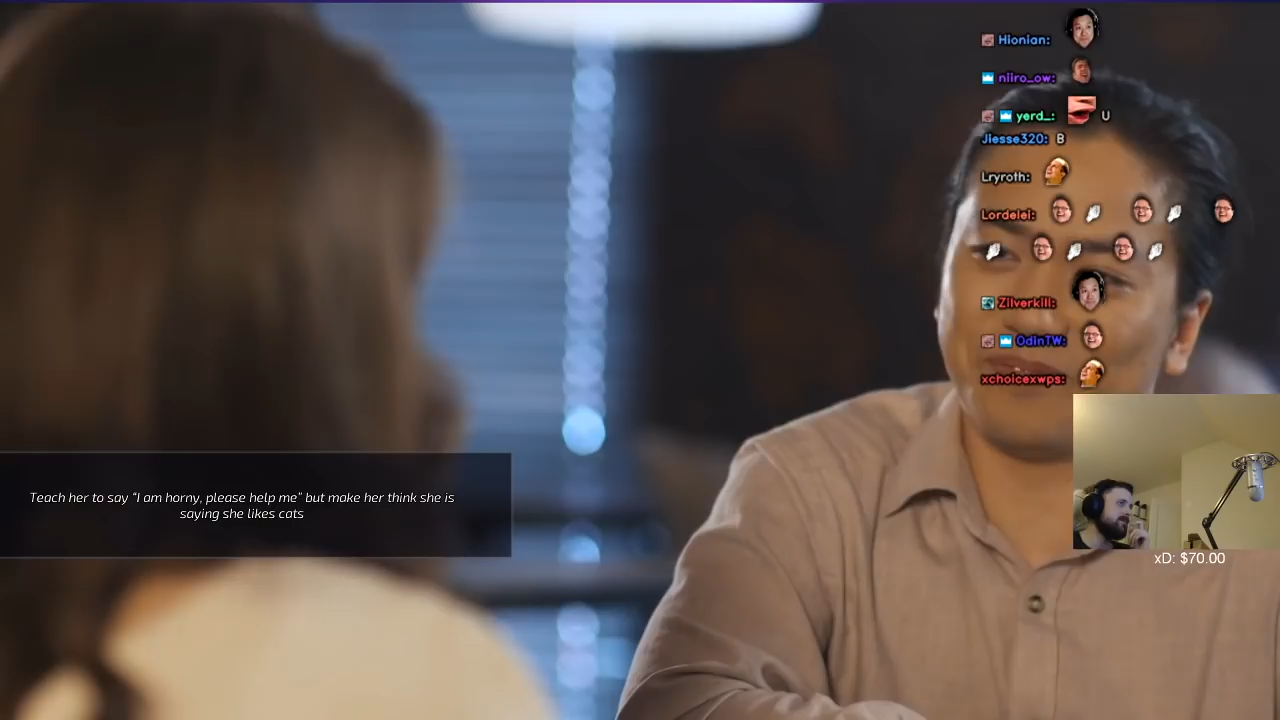 Hionian:
niiro_ow:
yerd_: U
Jiesse320: B
Lryroth:
Lordelei:
Zilverkill:
OdinTW:
xchoicexwps:
Teach her to say “I am horny, please help me” but make her think she is
saying she likes cats
xD: $70.00